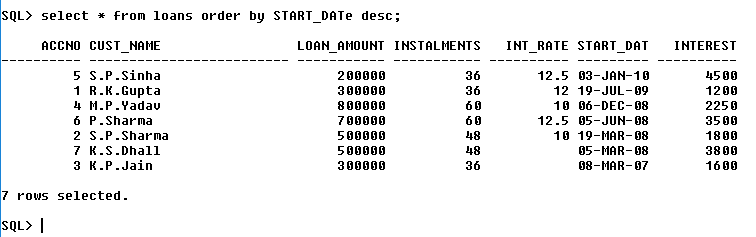 SQL> select * from loans order by START_DATe desc;
ACCNO CUST_NAME LOAN_AMOUNT INSTALMENTS INT_RATE START_DAT INTEREST
---------- -------------------- ----------- ----------- ---------- --------- ----------
5 S.P.Sinha 200000 36 12.5 03-JAN-10 4500
1 R.K.Gupta 300000 36 12 19-JUL-09 1200
4 M.P.Yadav 800000 60 10 06-DEC-08 2250
6 P.Sharma 700000 60 12.5 05-JUN-08 3500
2 S.P.Sharma 500000 48 10 19-MAR-08 1800
7 K.S.Dhall 500000 48 05-MAR-08 3800
3 K.P.Jain 300000 36 08-MAR-07 1600
7 rows selected.
SQL>